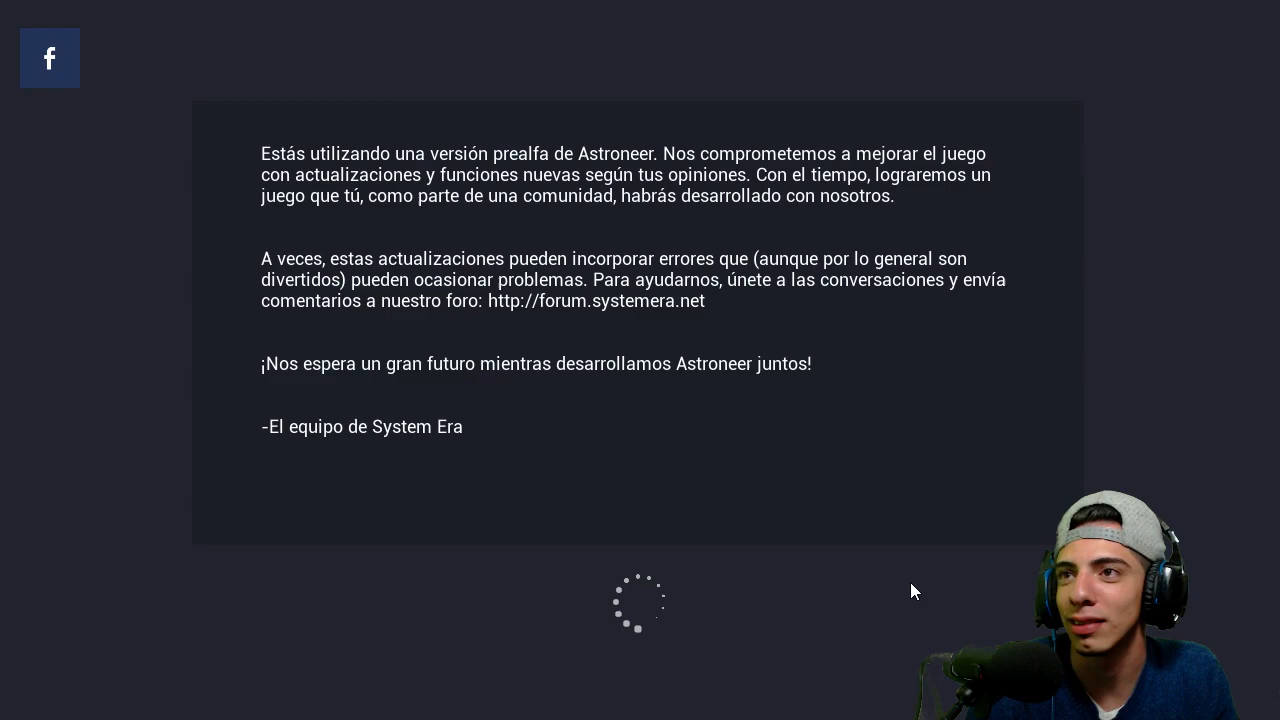 f
Estás utilizando una versión prealfa de Astroneer. Nos comprometemos a mejorar el juego
con actualizaciones y funciones nuevas según tus opiniones. Con el tiempo, lograremos un
juego que tú, como parte de una comunidad, habrás desarrollado con nosotros.
A veces, estas actualizaciones pueden incorporar errores que (aunque por lo general son
divertidos) pueden ocasionar problemas. Para ayudarnos, únete a las conversaciones y envía
comentarios a nuestro foro: http://forum.systemera.net
¡Nos espera un gran futuro mientras desarrollamos Astroneer juntos!
-El equipo de System Era